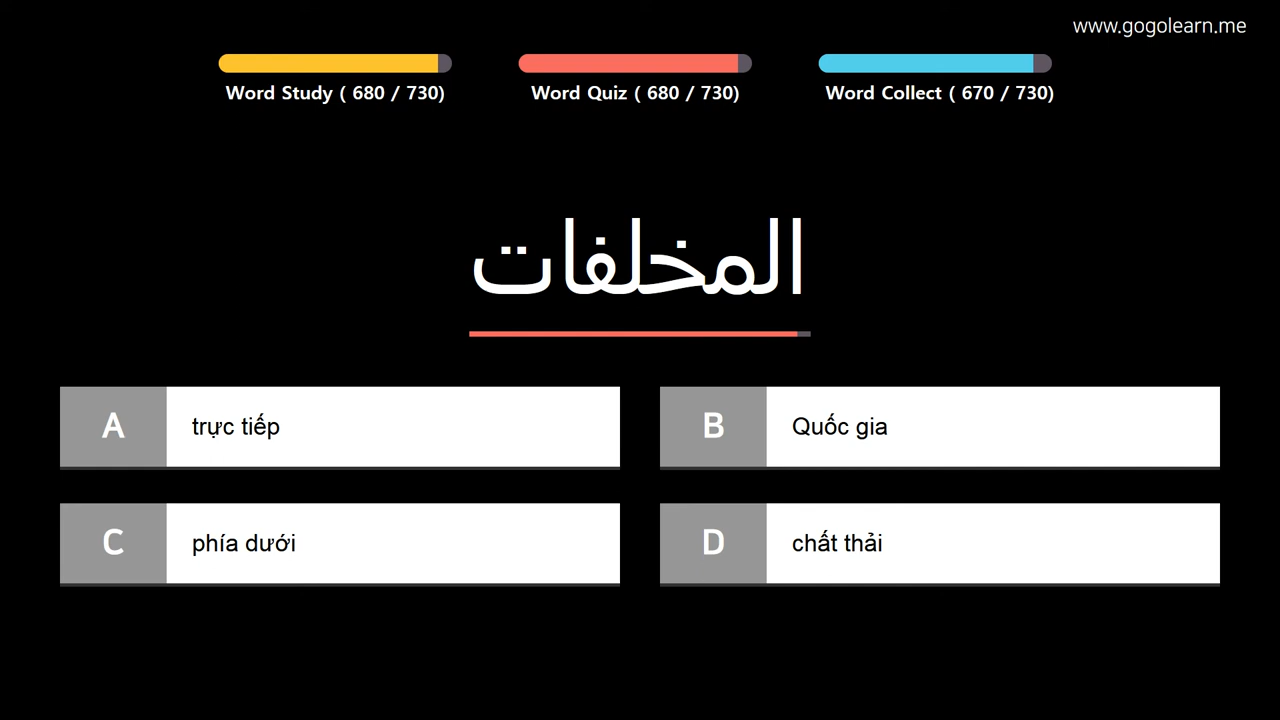 www.gogolearn.me
Word Study ( 680 / 730)
Word Quiz ( 680 / 730)
Word Collect ( 670 / 730)
المخلفات
A trực tiếp
B Quốc gia
C phía dưới
D chất thải